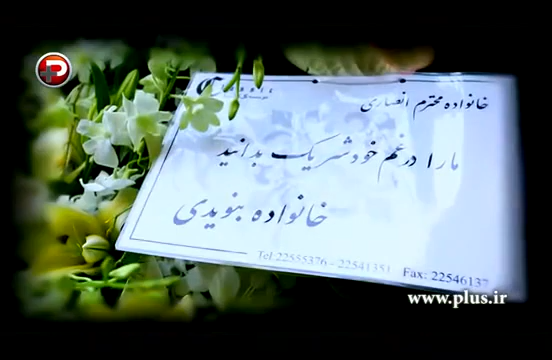 خانواده محترم انصاری
ما را در غم خود شریک بدانید
خانواده بنویدی
Tel: 22555376 - 22541351 Fax: 22546137
www.plus.ir